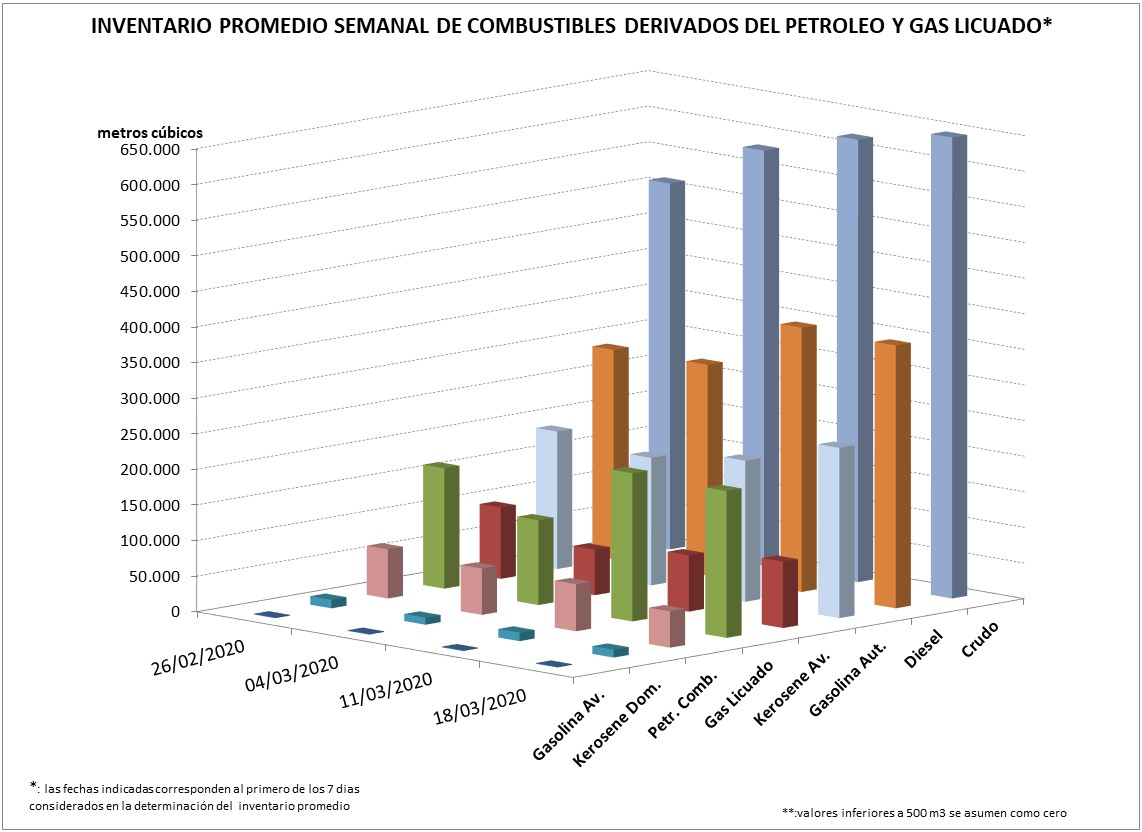 INVENTARIO PROMEDIO SEMANAL DE COMBUSTIBLES DERIVADOS DEL PETROLEO Y GAS LICUADO*
metros cúbicos
650.000
600.000
550.000
500.000
450.000
400.000
350.000
300.000
250.000
200.000
150.000
100.000
50.000
0
26/02/2020
04/03/2020
11/03/2020
18/03/2020
Gasolina Av.
Kerosene Dom.
Petr. Comb.
Gas Licuado
Kerosene Av.
Gasolina Aut.
Diesel
Crudo
*: las fechas indicadas corresponden al primero de los 7 dias
considerados en la determinación del inventario promedio
**:valores inferiores a 500 m3 se asumen como cero